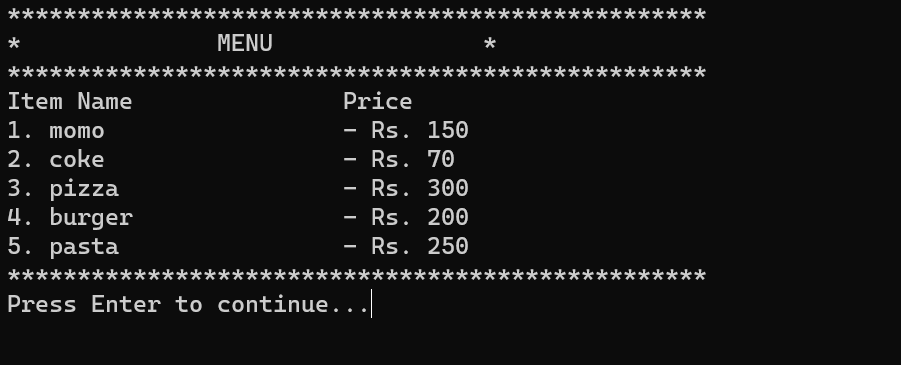 **************************************************
*              MENU               *
**************************************************
Item Name               Price
1. momo                 - Rs. 150
2. coke                 - Rs. 70
3. pizza                - Rs. 300
4. burger               - Rs. 200
5. pasta                - Rs. 250
**************************************************
Press Enter to continue...